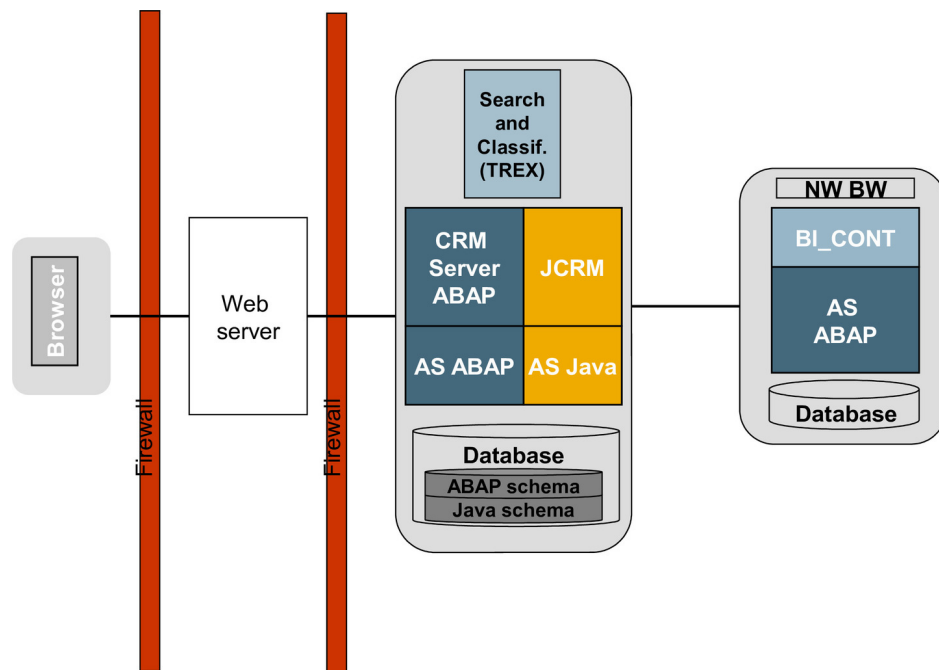 Browser
Firewall
Web
server
Firewall
Search
and
Classif.
(TREX)
CRM
Server
ABAP
JCRM
AS ABAP
AS Java
Database
ABAP schema
Java schema
NW BW
BI_CONT
AS
ABAP
Database